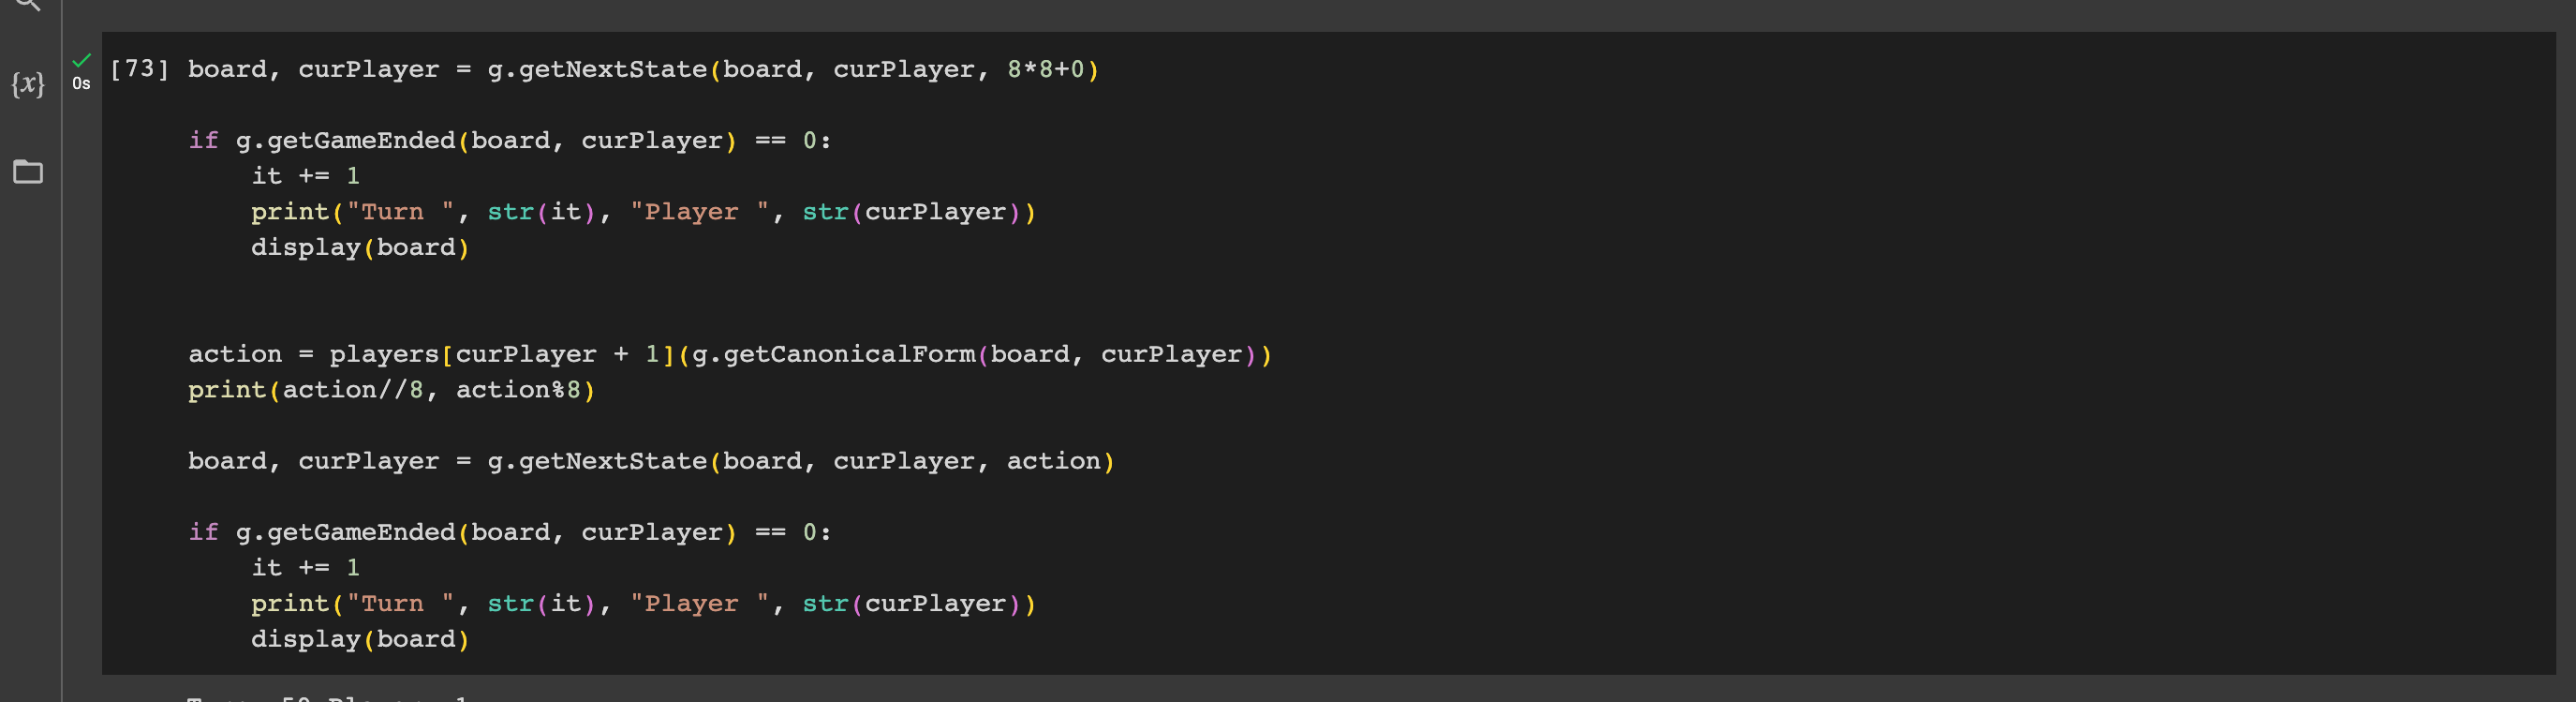 [73] board, curPlayer = g.getNextState(board, curPlayer, 8*8+0)
{x}
0s
if g.getGameEnded(board, curPlayer) == 0:
it += 1
print("Turn ", str(it), "Player ", str(curPlayer))
display(board)
action = players[curPlayer + 1](g.getCanonicalForm(board, curPlayer))
print(action//8, action%8)
board, curPlayer = g.getNextState(board, curPlayer, action)
if g.getGameEnded(board, curPlayer) == 0:
it += 1
print("Turn ", str(it), "Player ", str(curPlayer))
display(board)